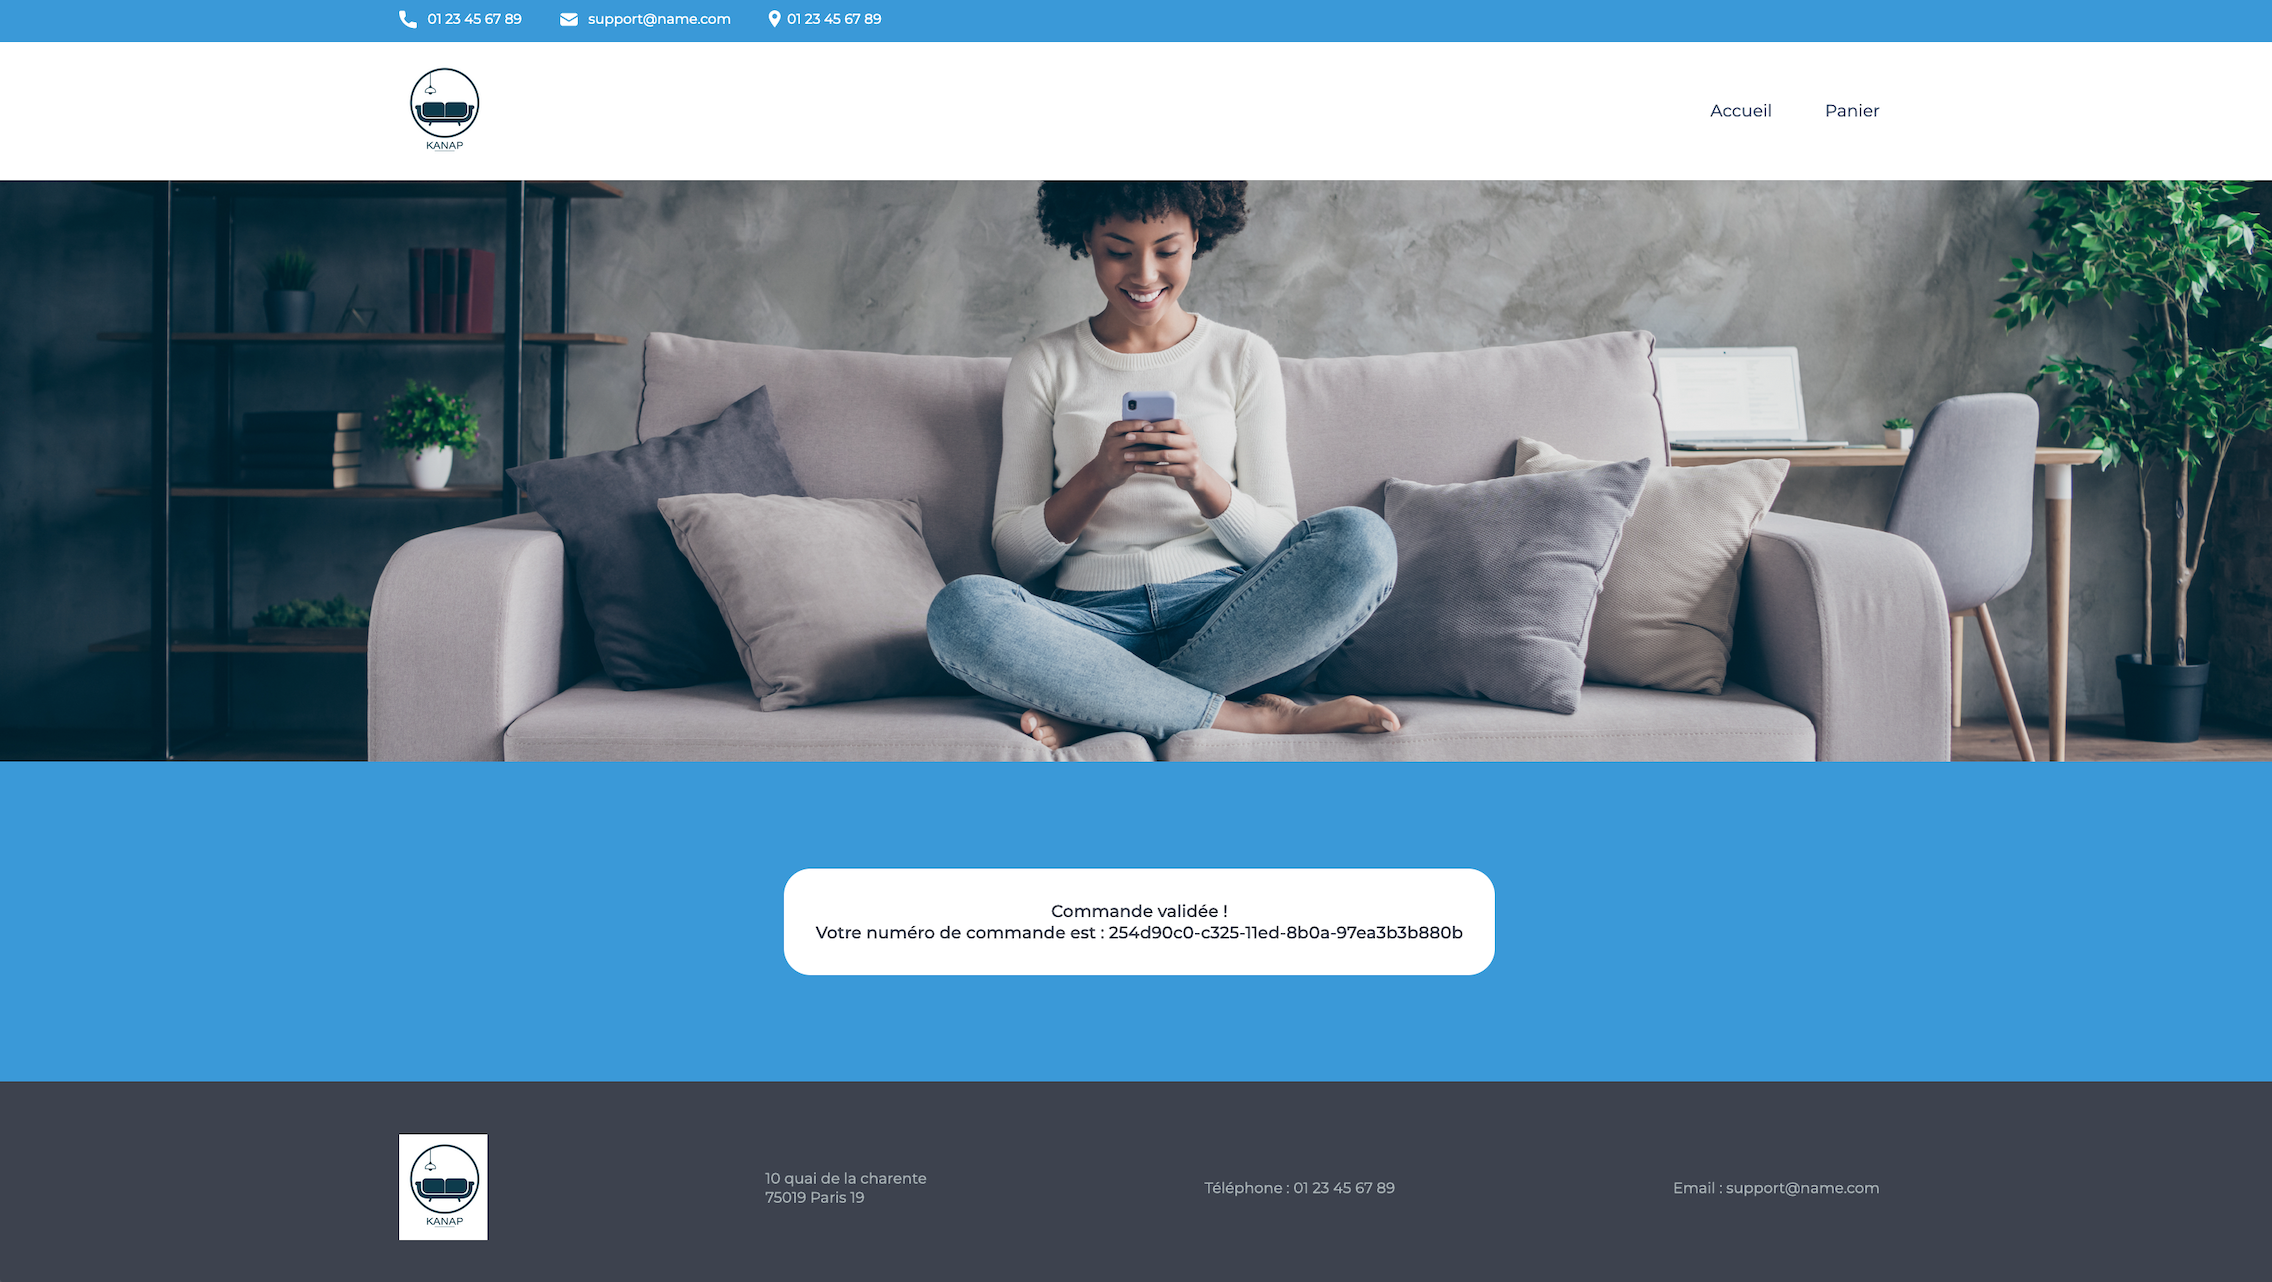 01 23 45 67 89 support@name.com 01 23 45 67 89
KANAP
Accueil Panier
Commande validée !
Votre numéro de commande est : 254d90c0-c325-11ed-8b0a-97ea3b3b880b
KANAP
10 quai de la charente
75019 Paris 19
Téléphone : 01 23 45 67 89
Email : support@name.com